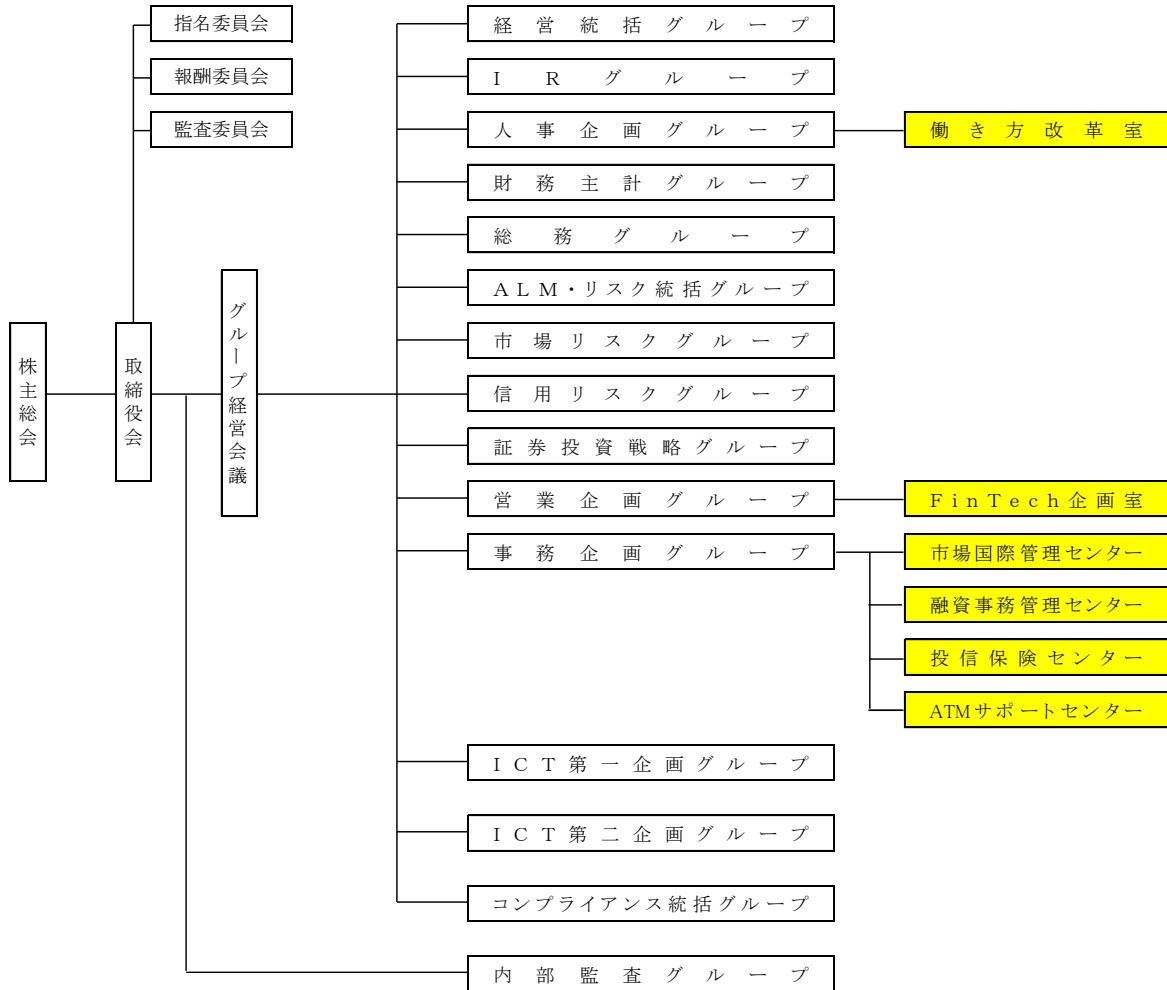 指名委員会
報酬委員会
監査委員会
株主総会
取締役会
グループ経営会議
経営統括グループ
IRグループ
人事企画グループ
働き方改革室
財務主計グループ
総務グループ
ALM・リスク統括グループ
市場リスクグループ
信用リスクグループ
証券投資戦略グループ
営業企画グループ
FinTech企画室
事務企画グループ
市場国際管理センター
融資事務管理センター
投信保険センター
ATMサポートセンター
ICT第一企画グループ
ICT第二企画グループ
コンプライアンス統括グループ
内部監査グループ